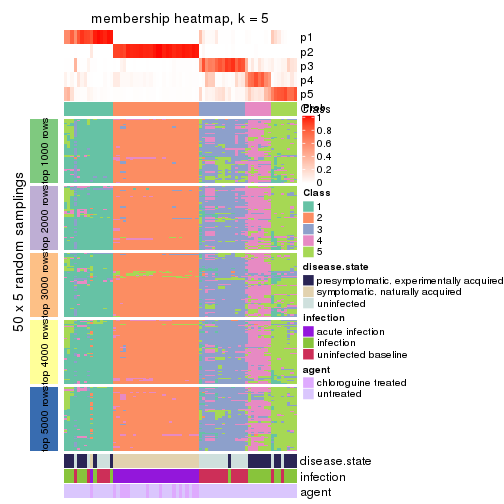 membership heatmap, k = 5
p1
p2
p3
p4
p5
Class
Prob
1
0.8
0.6
0.4
0.2
0
Class
1
2
3
4
5
disease.state
presymptomatic, experimentally acquired
symptomatic, naturally acquired
uninfected
infection
acute infection
infection
uninfected baseline
agent
chloroguine treated
untreated
50 x 5 random samplings
top 1000 rows
top 2000 rows
top 3000 rows
top 4000 rows
top 5000 rows
disease.state
infection
agent